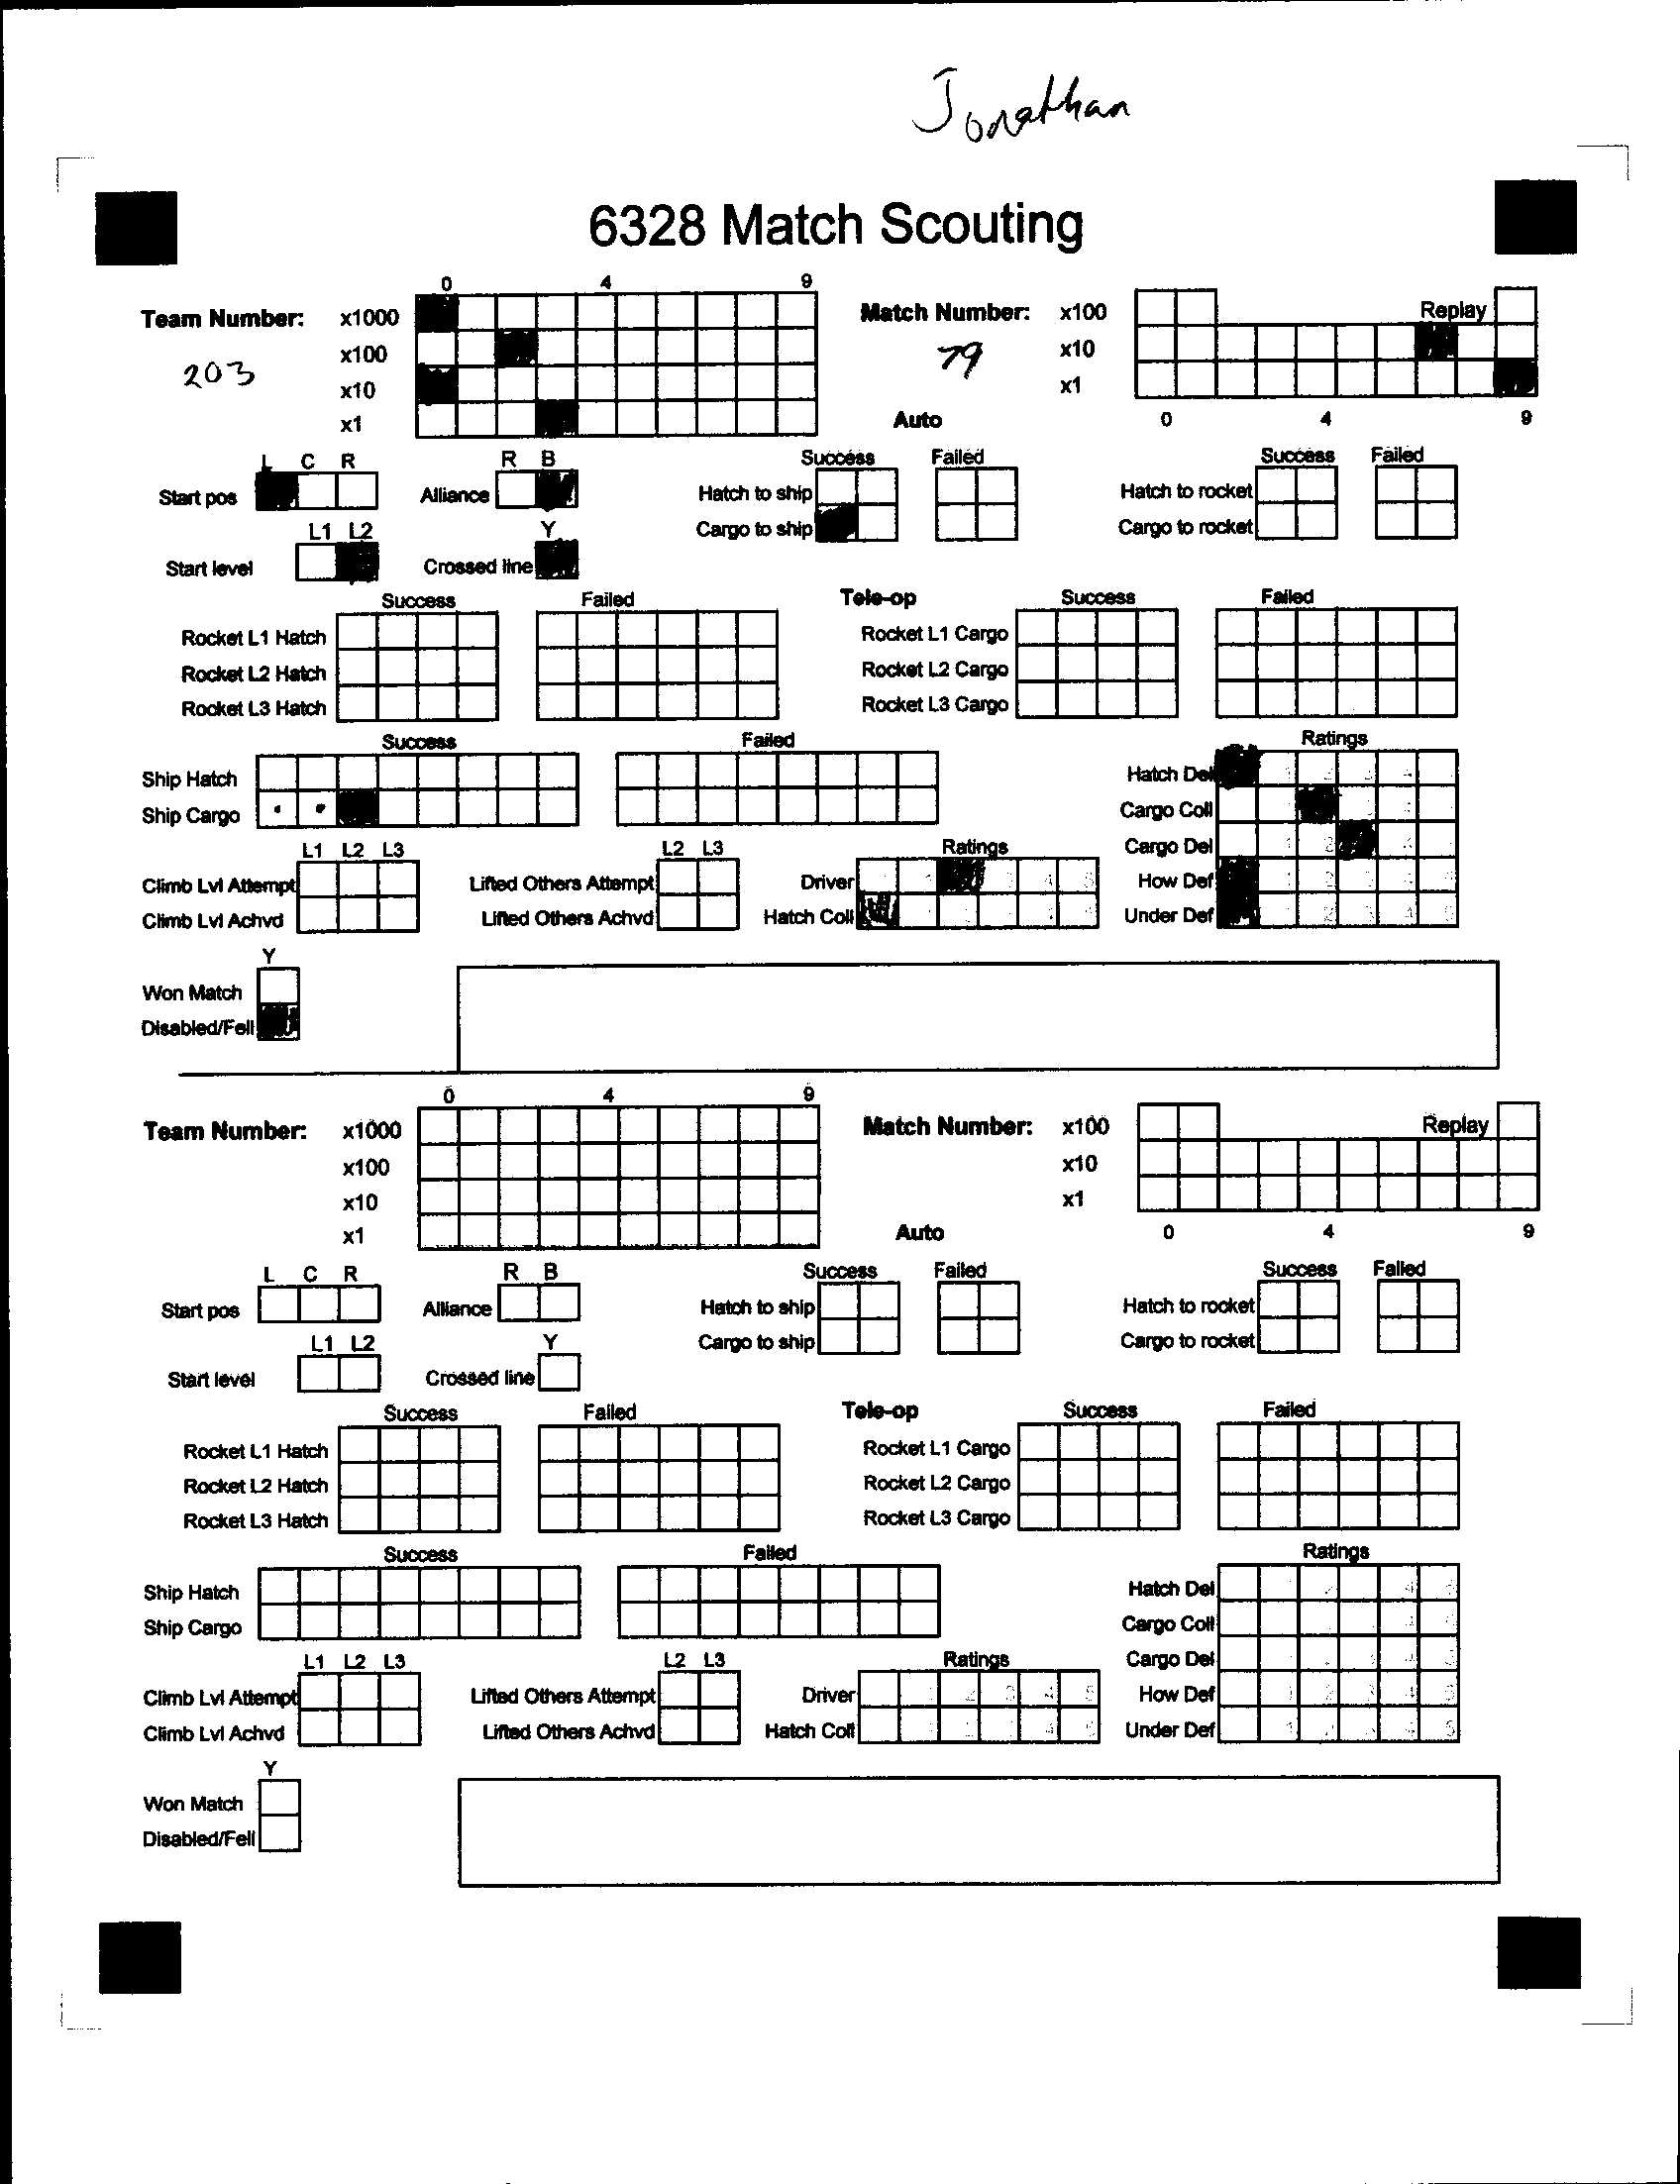 Jonathan
6328 Match Scouting
0 4 9
Team Number: x1000 Match Number: x100 Replay
203 x100 79 x10
x10 x1
x1 Auto 0 4 9
L C R R B Success Failed Success Failed
Start pos Alliance Hatch to ship Hatch to rocket
L1 L2 Y Cargo to ship Cargo to rocket
Start level Crossed line
Success Failed Tele-op Success Failed
Rocket L1 Hatch Rocket L1 Cargo
Rocket L2 Hatch Rocket L2 Cargo
Rocket L3 Hatch Rocket L3 Cargo
Success Failed Ratings
Ship Hatch Hatch Del
Ship Cargo Cargo Coll
L1 L2 L3 L2 L3 Ratings Cargo Del
Climb Lvl Attempt Lifted Others Attempt Driver How Def
Climb Lvl Achvd Lifted Others Achvd Hatch Coll Under Def
Y
Won Match
Disabled/Fell
0 4 9
Team Number: x1000 Match Number: x100 Replay
x100 x10
x10 x1
x1 Auto 0 4 9
L C R R B Success Failed Success Failed
Start pos Alliance Hatch to ship Hatch to rocket
L1 L2 Y Cargo to ship Cargo to rocket
Start level Crossed line
Success Failed Tele-op Success Failed
Rocket L1 Hatch Rocket L1 Cargo
Rocket L2 Hatch Rocket L2 Cargo
Rocket L3 Hatch Rocket L3 Cargo
Success Failed Ratings
Ship Hatch Hatch Del
Ship Cargo Cargo Coll
L1 L2 L3 L2 L3 Ratings Cargo Del
Climb Lvl Attempt Lifted Others Attempt Driver How Def
Climb Lvl Achvd Lifted Others Achvd Hatch Coll Under Def
Y
Won Match
Disabled/Fell